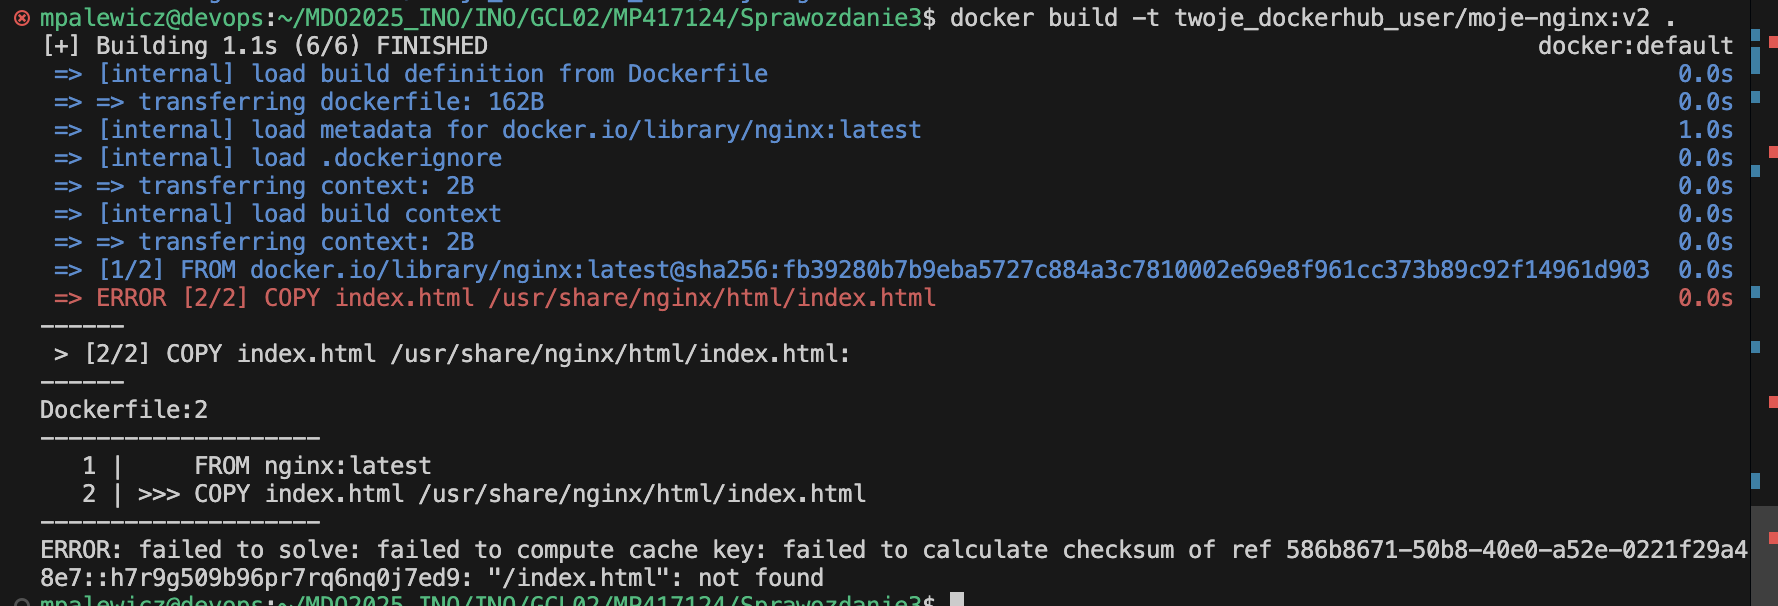 mpalewicz@devops:~/MDO2025_INO/INO/GCL02/MP417124/Sprawozdanie3$ docker build -t twoje_dockerhub_user/moje-nginx:v2 .
[+] Building 1.1s (6/6) FINISHED docker:default
=> [internal] load build definition from Dockerfile 0.0s
=> => transferring dockerfile: 162B 0.0s
=> [internal] load metadata for docker.io/library/nginx:latest 1.0s
=> [internal] load .dockerignore 0.0s
=> => transferring context: 2B 0.0s
=> [internal] load build context 0.0s
=> => transferring context: 2B 0.0s
=> [1/2] FROM docker.io/library/nginx:latest@sha256:fb39280b7b9eba5727c884a3c7810002e69e8f961cc373b89c92f14961d903 0.0s
=> ERROR [2/2] COPY index.html /usr/share/nginx/html/index.html 0.0s
------
> [2/2] COPY index.html /usr/share/nginx/html/index.html:
------
Dockerfile:2
--------------------
1 | FROM nginx:latest
2 | >>> COPY index.html /usr/share/nginx/html/index.html
--------------------
ERROR: failed to solve: failed to compute cache key: failed to calculate checksum of ref 586b8671-50b8-40e0-a52e-0221f29a4
8e7::h7r9g509b96pr7rq6nq0j7ed9: "/index.html": not found
mpalewicz@devops:~/MDO2025_INO/INO/GCL02/MP417124/Sprawozdanie3$